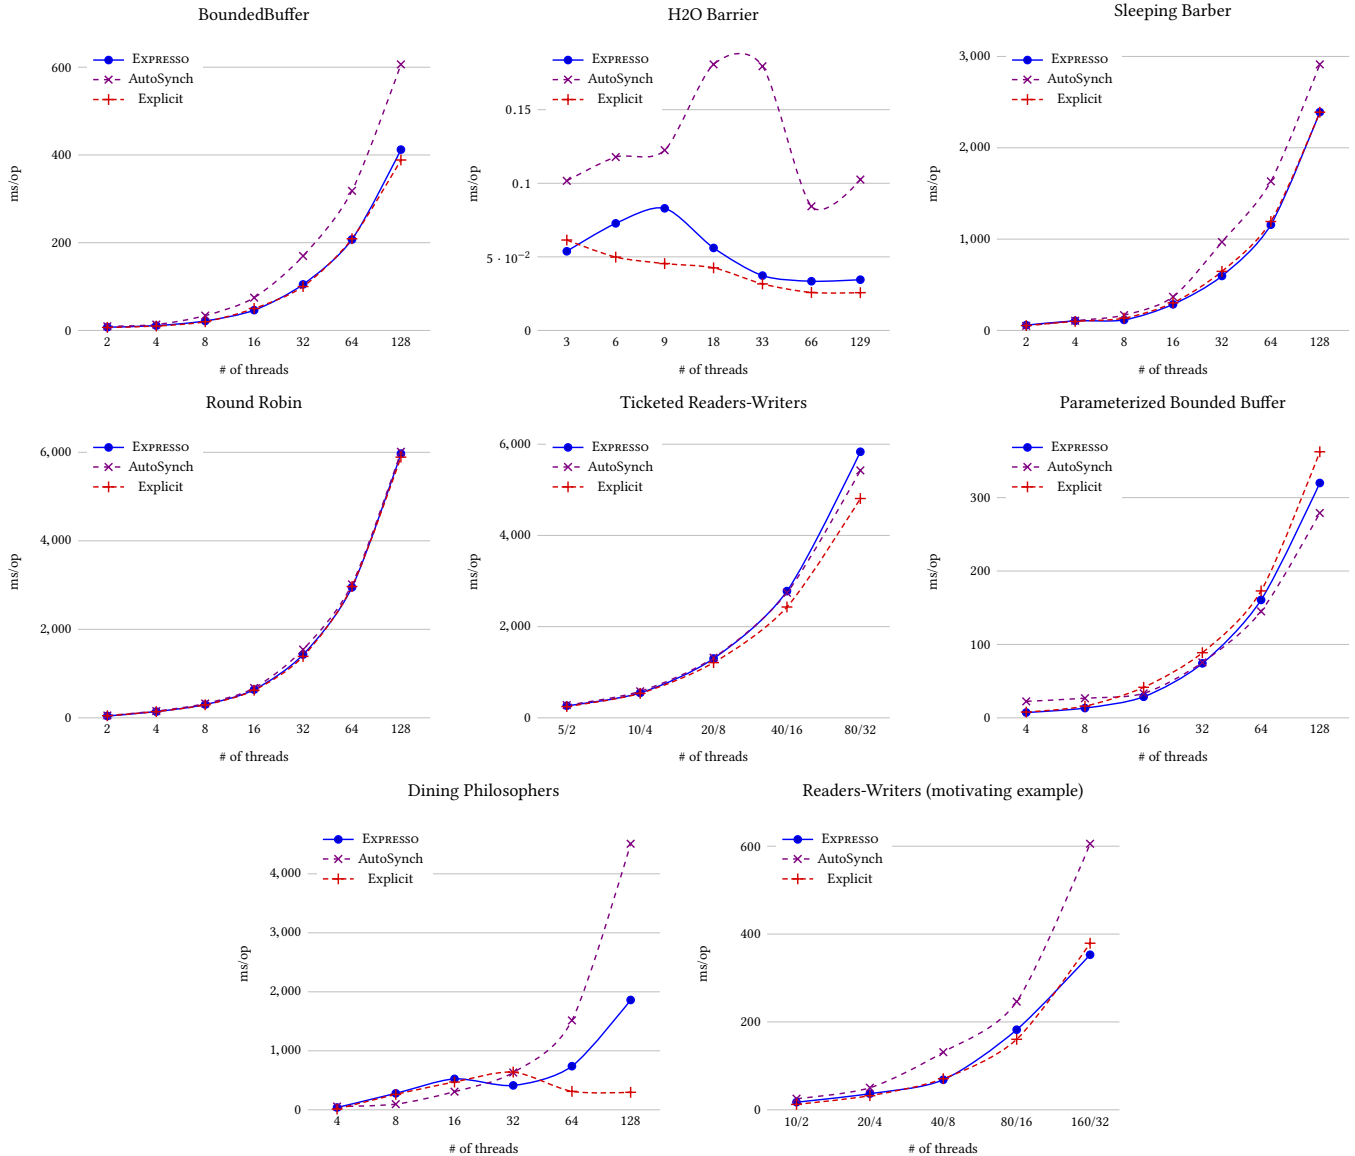 BoundedBuffer
EXPRESSO
AutoSynch
Explicit
600
400
200
0
ms/op
2 4 8 16 32 64 128
# of threads
H2O Barrier
EXPRESSO
AutoSynch
Explicit
0.15
0.1
5 · 10⁻²
0
ms/op
3 6 9 18 33 66 129
# of threads
Sleeping Barber
EXPRESSO
AutoSynch
Explicit
3,000
2,000
1,000
0
ms/op
2 4 8 16 32 64 128
# of threads
Round Robin
EXPRESSO
AutoSynch
Explicit
6,000
4,000
2,000
0
ms/op
2 4 8 16 32 64 128
# of threads
Ticketed Readers-Writers
EXPRESSO
AutoSynch
Explicit
6,000
4,000
2,000
0
ms/op
5/2 10/4 20/8 40/16 80/32
# of threads
Parameterized Bounded Buffer
EXPRESSO
AutoSynch
Explicit
300
200
100
0
ms/op
4 8 16 32 64 128
# of threads
Dining Philosophers
EXPRESSO
AutoSynch
Explicit
4,000
3,000
2,000
1,000
0
ms/op
4 8 16 32 64 128
# of threads
Readers-Writers (motivating example)
EXPRESSO
AutoSynch
Explicit
600
400
200
0
ms/op
10/2 20/4 40/8 80/16 160/32
# of threads